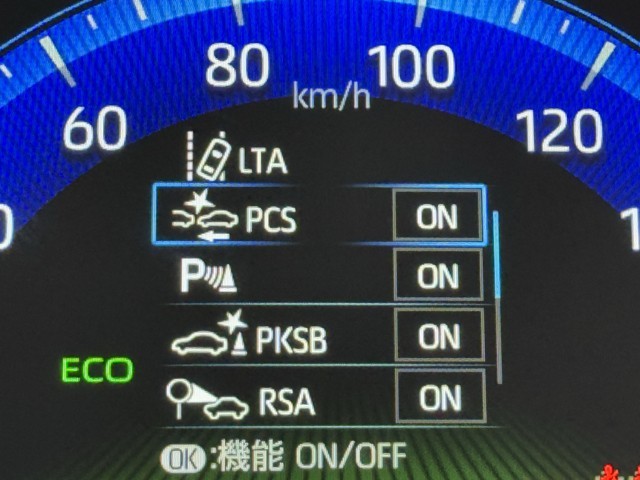 80 100
km/h
60 120
LTA
PCS ON
P ON
PKSB ON
ECO
RSA ON
OK:機能 ON/OFF